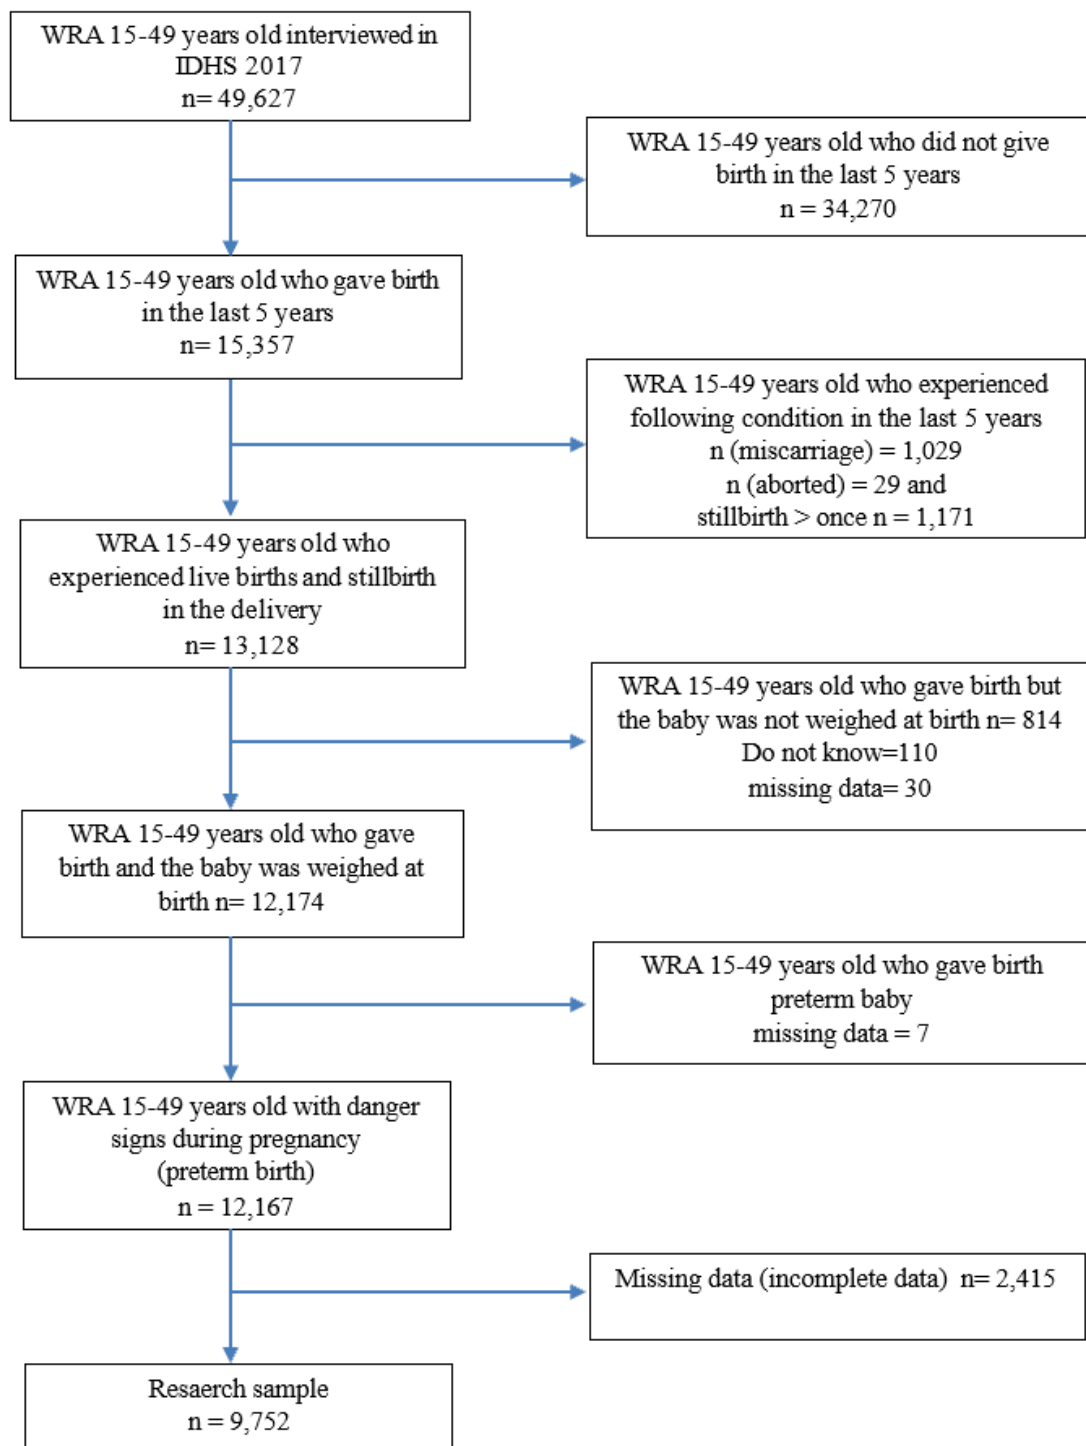 WRA 15-49 years old interviewed in
IDHS 2017
n= 49,627
WRA 15-49 years old who did not give
birth in the last 5 years
n = 34,270
WRA 15-49 years old who gave birth
in the last 5 years
n= 15,357
WRA 15-49 years old who experienced
following condition in the last 5 years
n (miscarriage) = 1,029
n (aborted) = 29 and
stillbirth > once n = 1,171
WRA 15-49 years old who
experienced live births and stillbirth
in the delivery
n= 13,128
WRA 15-49 years old who gave birth but
the baby was not weighed at birth n= 814
Do not know=110
missing data= 30
WRA 15-49 years old who gave
birth and the baby was weighed at
birth n= 12,174
WRA 15-49 years old who gave birth
preterm baby
missing data = 7
WRA 15-49 years old with danger
signs during pregnancy
(preterm birth)
n = 12,167
Missing data (incomplete data) n= 2,415
Resaerch sample
n = 9,752